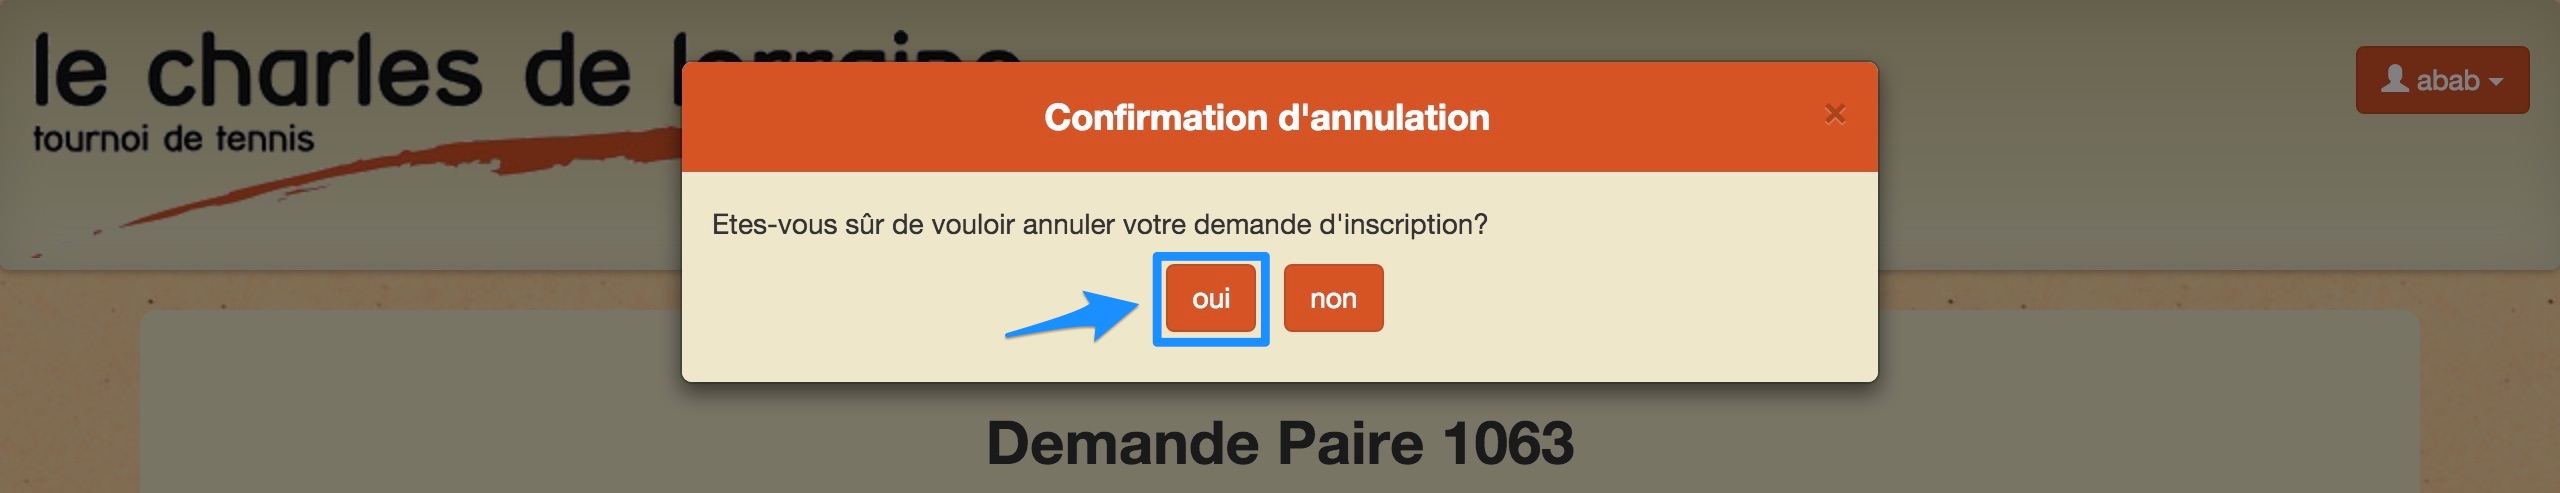 le charles de lorraine
tournoi de tennis
abab
Confirmation d'annulation
×
Etes-vous sûr de vouloir annuler votre demande d'inscription?
oui
non
Demande Paire 1063